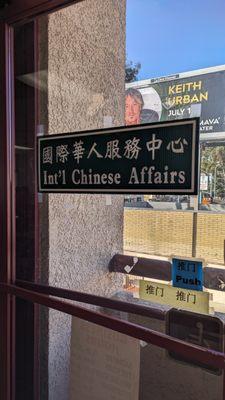 KEITH
URBAN
JULY 1
國際華人服務中心
Int'l Chinese Affairs
推门
Push
推门
推门